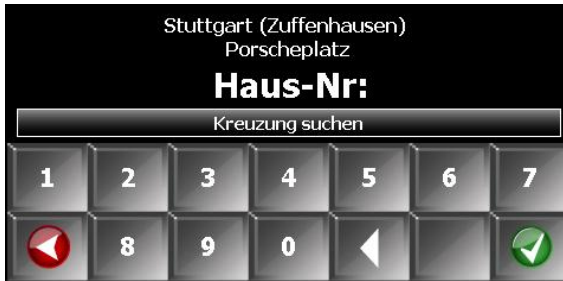 Stuttgart (Zuffenhausen)
Porscheplatz
Haus-Nr:
Kreuzung suchen
1 2 3 4 5 6 7
8 9 0